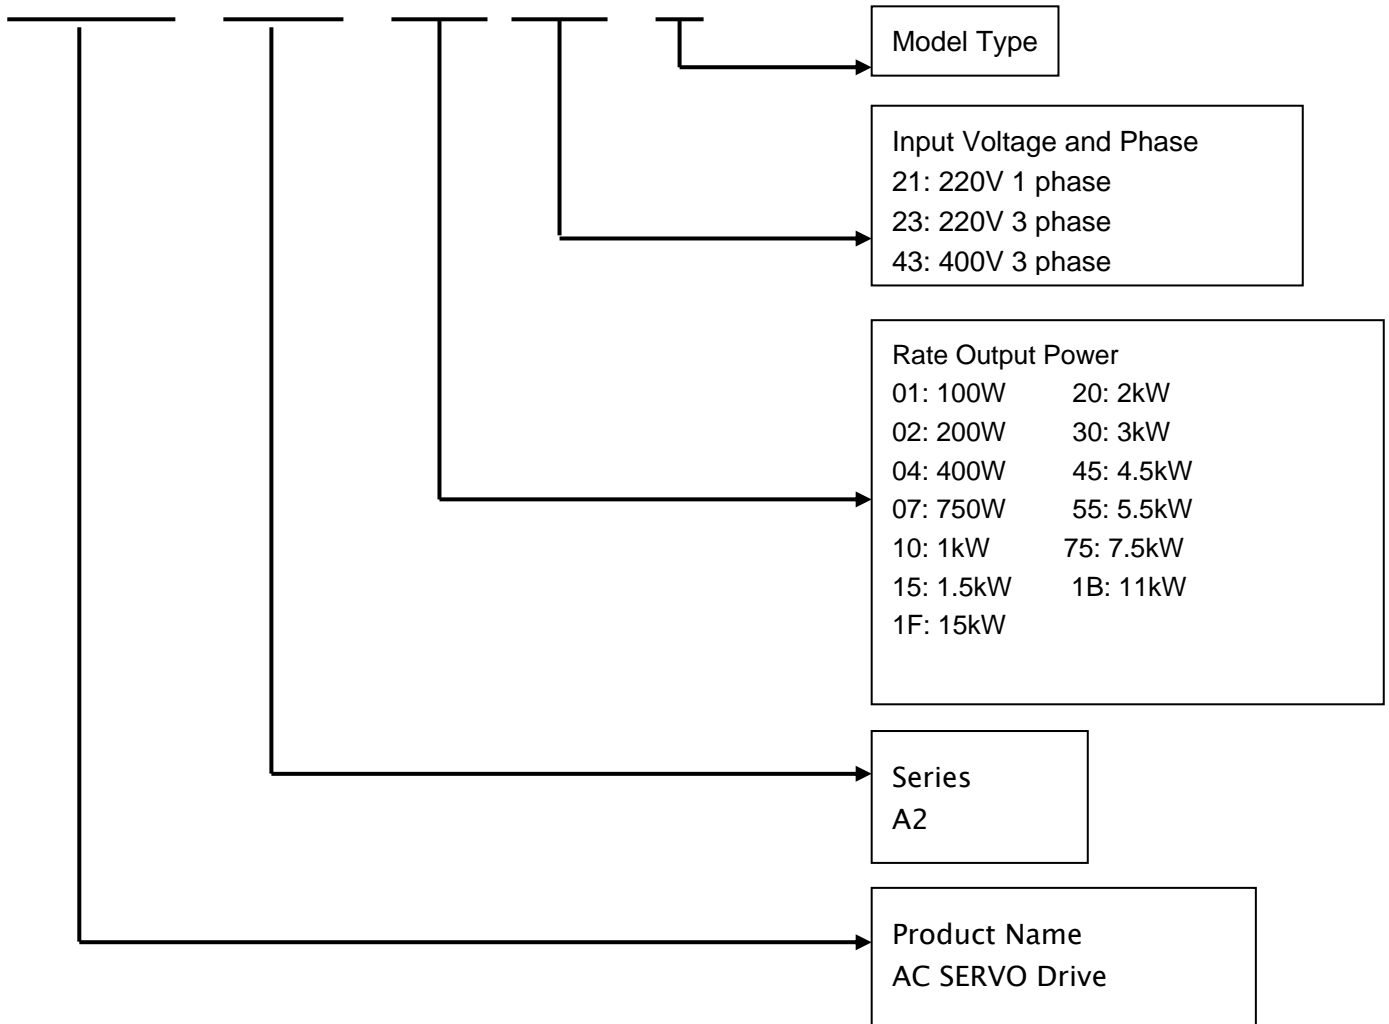 Model Type
Input Voltage and Phase
21: 220V 1 phase
23: 220V 3 phase
43: 400V 3 phase
Rate Output Power
01: 100W 20: 2kW
02: 200W 30: 3kW
04: 400W 45: 4.5kW
07: 750W 55: 5.5kW
10: 1kW 75: 7.5kW
15: 1.5kW 1B: 11kW
1F: 15kW
Series
A2
Product Name
AC SERVO Drive